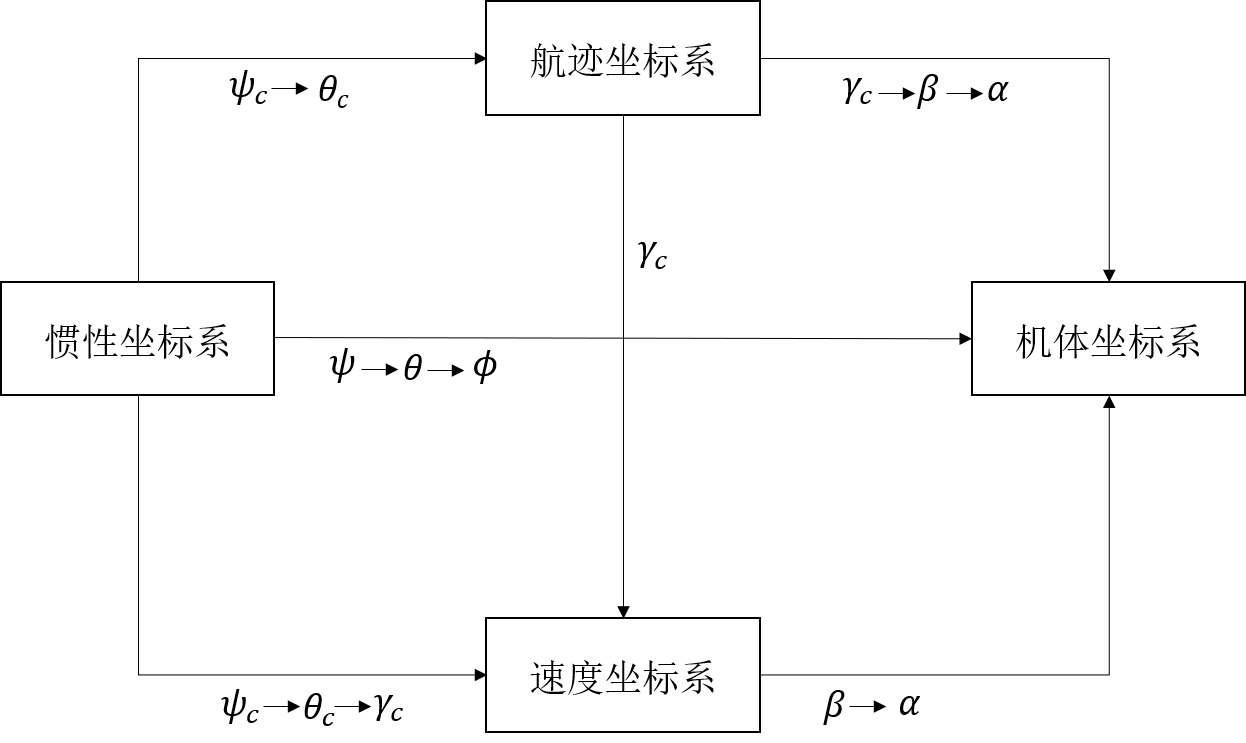 航迹坐标系
ψc→θc
γc→β→α
γc
惯性坐标系
机体坐标系
ψ→θ→ϕ
速度坐标系
ψc→θc→γc
β→α